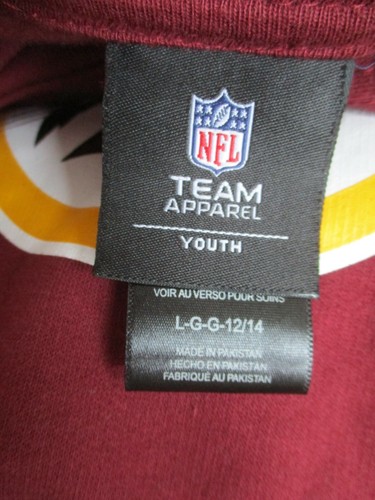 NFL
TEAM
APPAREL
YOUTH
VOIR AU VERSO POUR SOINS
L-G-G-12/14
MADE IN PAKISTAN
HECHO EN PAKISTAN
FABRIQUÉ AU PAKISTAN